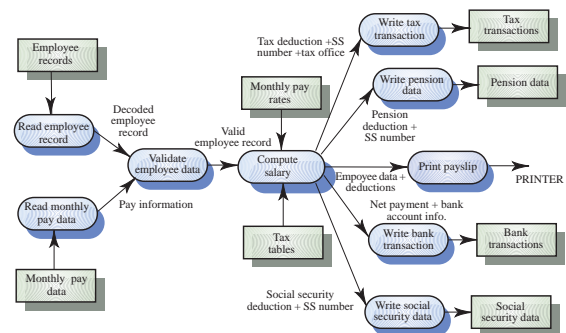 Employee
records
Read employee
record
Decoded
employee
record
Validate
employee data
Read monthly
pay data
Pay information
Monthly pay
data
Valid
employee record
Monthly pay
rates
Compute
salary
Tax
tables
Tax deduction +SS
number +tax office
Write tax
transaction
Tax
transactions
Write pension
data
Pension data
Pension
deduction +
SS number
Empoyee data +
deductions
Print payslip
PRINTER
Net payment + bank
account info.
Write bank
transaction
Bank
transactions
Social security
deduction + SS number
Write social
security data
Social
security data